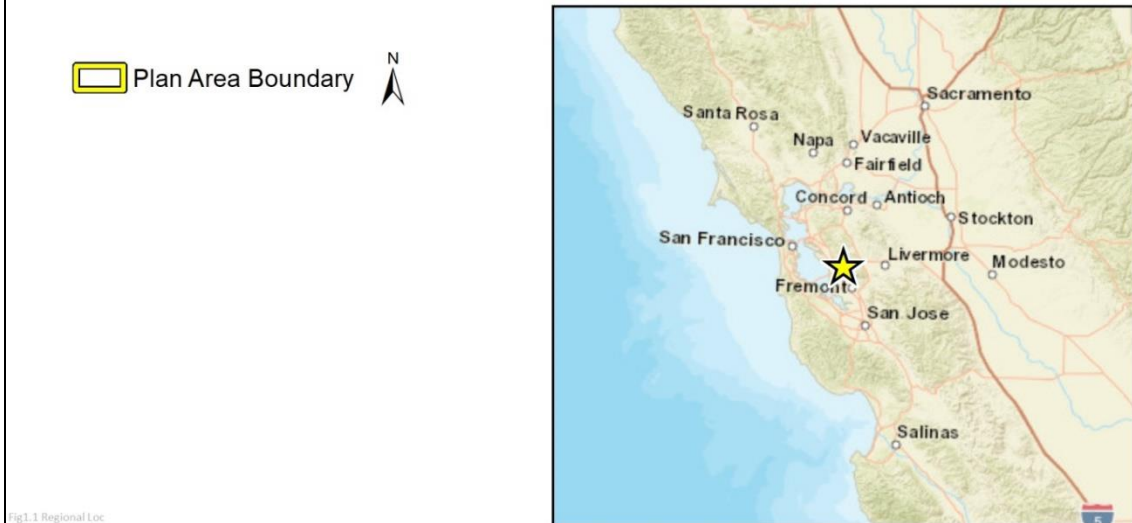 Plan Area Boundary
N
Sacramento
Santa Rosa
Napa
Vacaville
Fairfield
Concord
Antioch
Stockton
San Francisco
Livermore
Modesto
Fremont
San Jose
Salinas
5
Fig1.1 Regional Loc